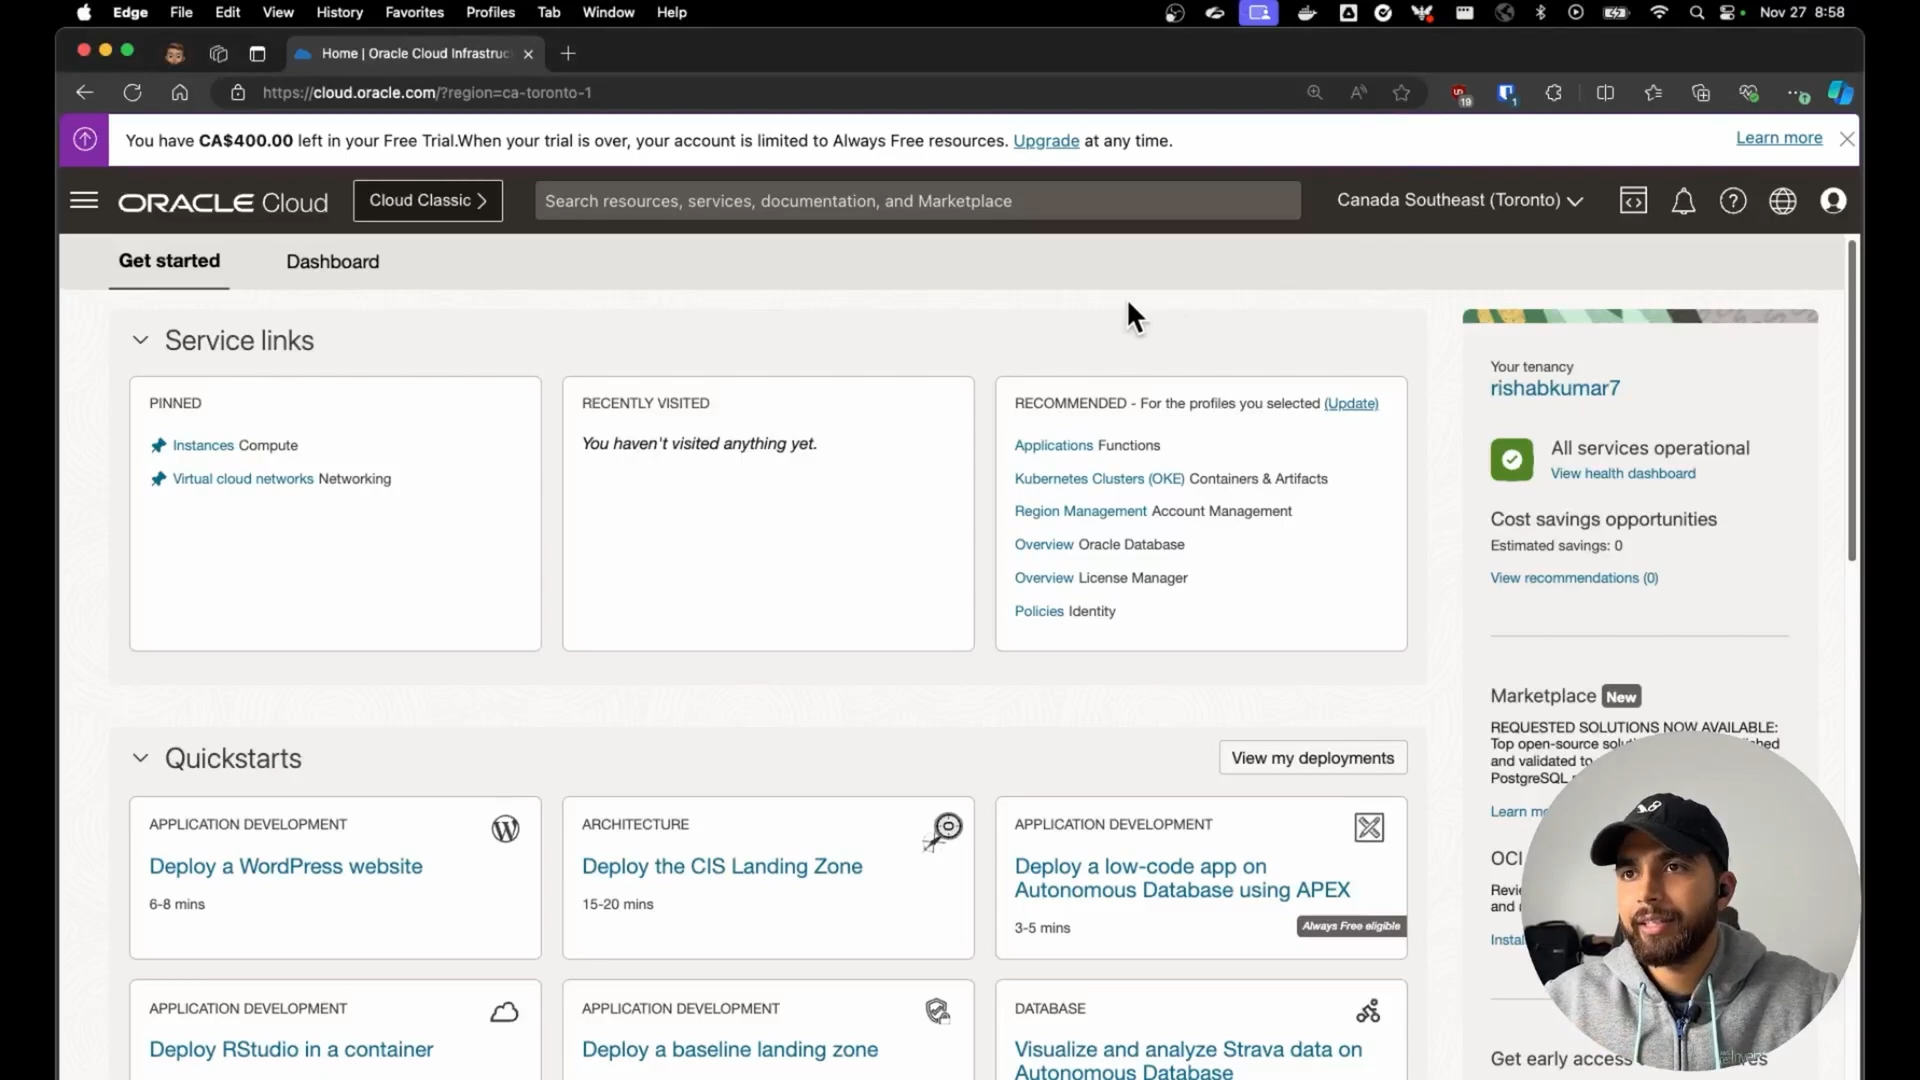 Edge File Edit View History Favorites Profiles Tab Window Help Nov 27 8:58
Home | Oracle Cloud Infrastruc
https://cloud.oracle.com/?region=ca-toronto-1
19
1
You have CA$400.00 left in your Free Trial.When your trial is over, your account is limited to Always Free resources. Upgrade at any time.
Learn more
ORACLE Cloud
Cloud Classic
Search resources, services, documentation, and Marketplace
Canada Southeast (Toronto)
Get started
Dashboard
Service links
PINNED
Instances Compute
Virtual cloud networks Networking
RECENTLY VISITED
You haven't visited anything yet.
RECOMMENDED - For the profiles you selected (Update)
Applications Functions
Kubernetes Clusters (OKE) Containers & Artifacts
Region Management Account Management
Overview Oracle Database
Overview License Manager
Policies Identity
Your tenancy
rishabkumar7
All services operational
View health dashboard
Cost savings opportunities
Estimated savings: 0
View recommendations (0)
Marketplace New
REQUESTED SOLUTIONS NOW AVAILABLE:
Top open-source
and validated to
PostgreSQL
Learn
OCI
and
Quickstarts
View my deployments
APPLICATION DEVELOPMENT
Deploy a WordPress website
6-8 mins
ARCHITECTURE
Deploy the CIS Landing Zone
15-20 mins
APPLICATION DEVELOPMENT
Deploy a low-code app on
Autonomous Database using APEX
3-5 mins
Always Free eligible
APPLICATION DEVELOPMENT
Deploy RStudio in a container
APPLICATION DEVELOPMENT
Deploy a baseline landing zone
DATABASE
Visualize and analyze Strava data on
Autonomous Database
Get early access